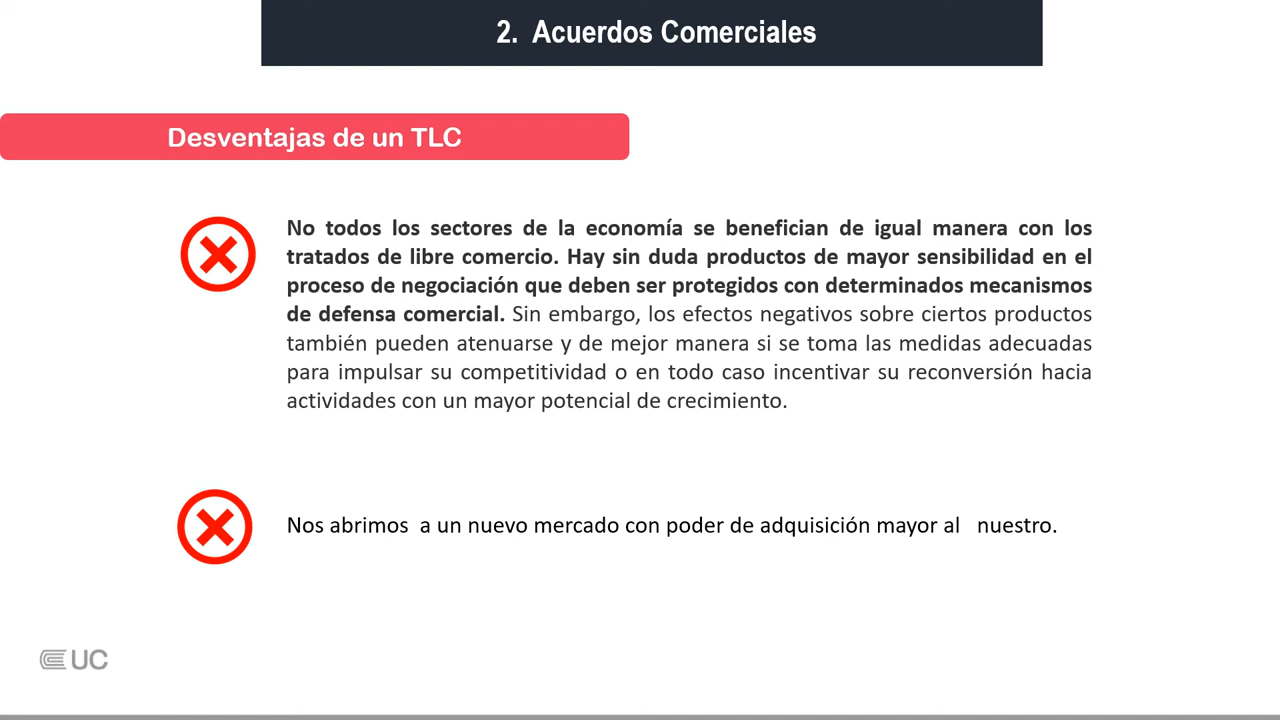 2. Acuerdos Comerciales
Desventajas de un TLC
No todos los sectores de la economía se benefician de igual manera con los
tratados de libre comercio. Hay sin duda productos de mayor sensibilidad en el
proceso de negociación que deben ser protegidos con determinados mecanismos
de defensa comercial. Sin embargo, los efectos negativos sobre ciertos productos
también pueden atenuarse y de mejor manera si se toma las medidas adecuadas
para impulsar su competitividad o en todo caso incentivar su reconversión hacia
actividades con un mayor potencial de crecimiento.
Nos abrimos a un nuevo mercado con poder de adquisición mayor al nuestro.
UC